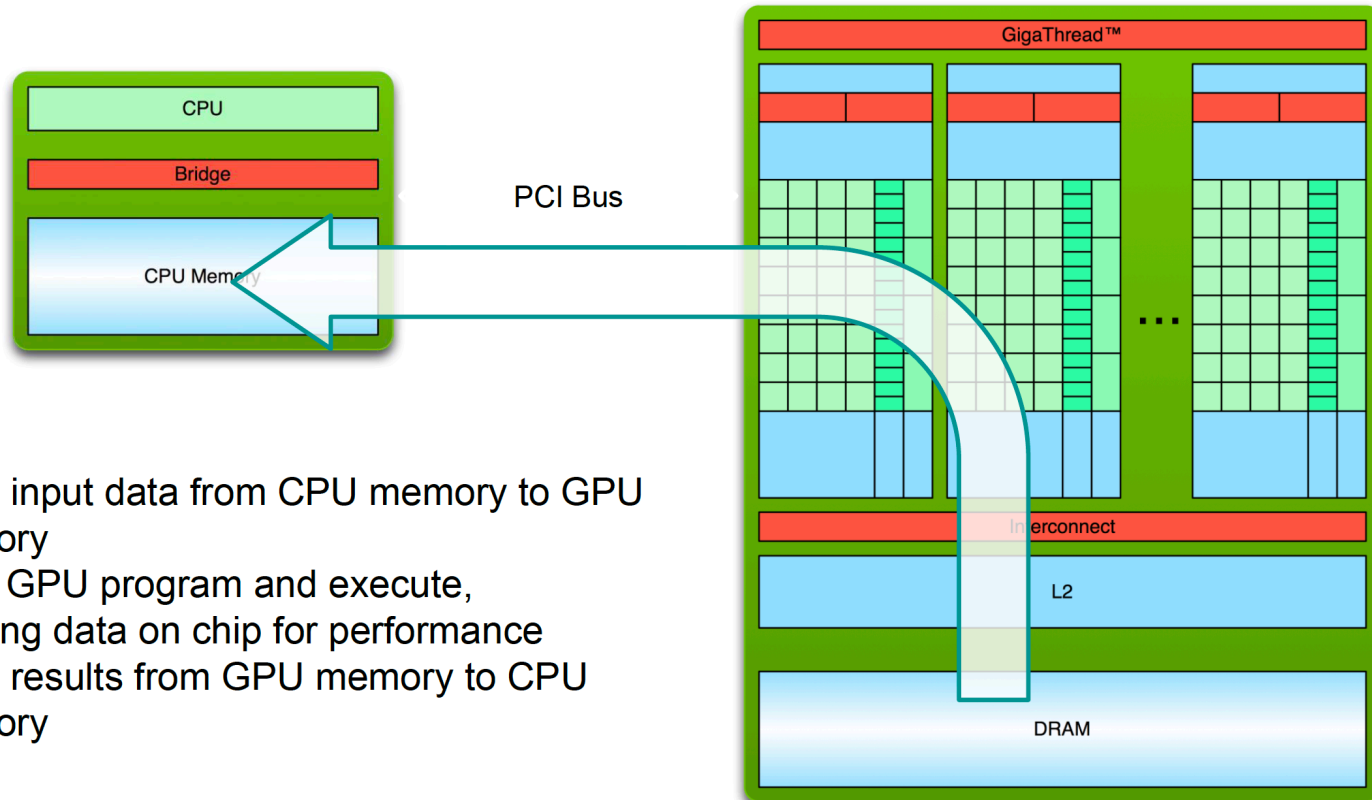 GigaThread™
CPU
Bridge
PCI Bus
CPU Memory
input data from CPU memory to GPU
ory
GPU program and execute,
ng data on chip for performance
results from GPU memory to CPU
ory
Interconnect
L2
...
DRAM